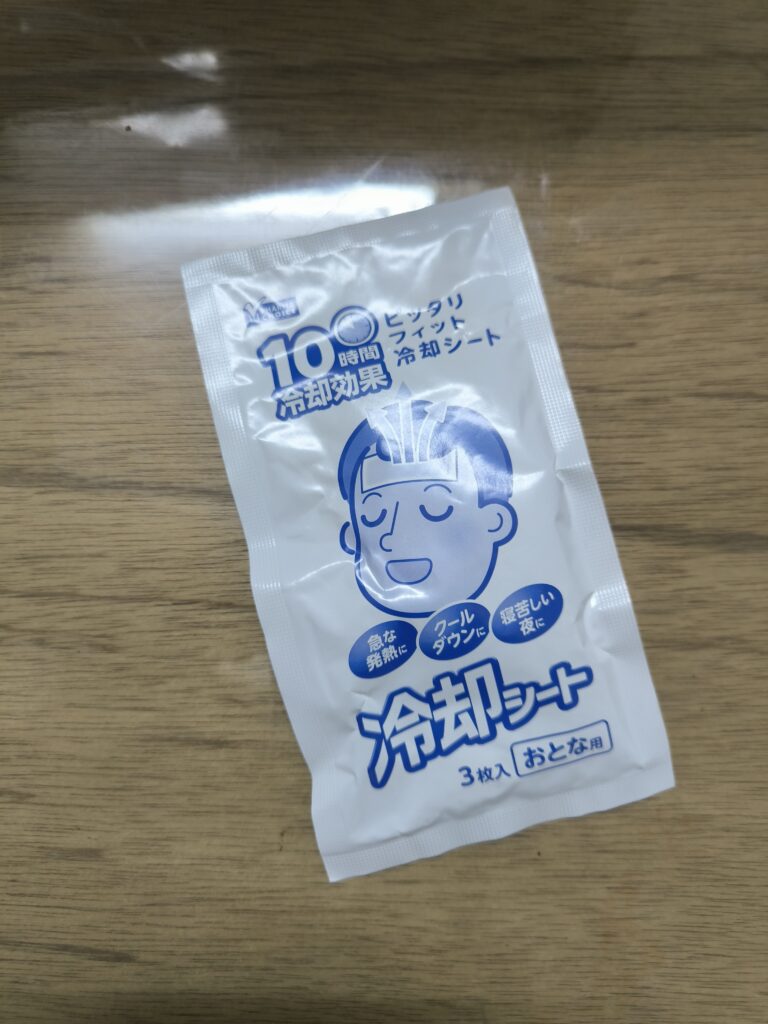 10時間
冷却効果
ピッタリ
フィット
冷却シート
急な
発熱に
クール
ダウンに
寝苦しい
夜に
冷却シート
3枚入 おとな用